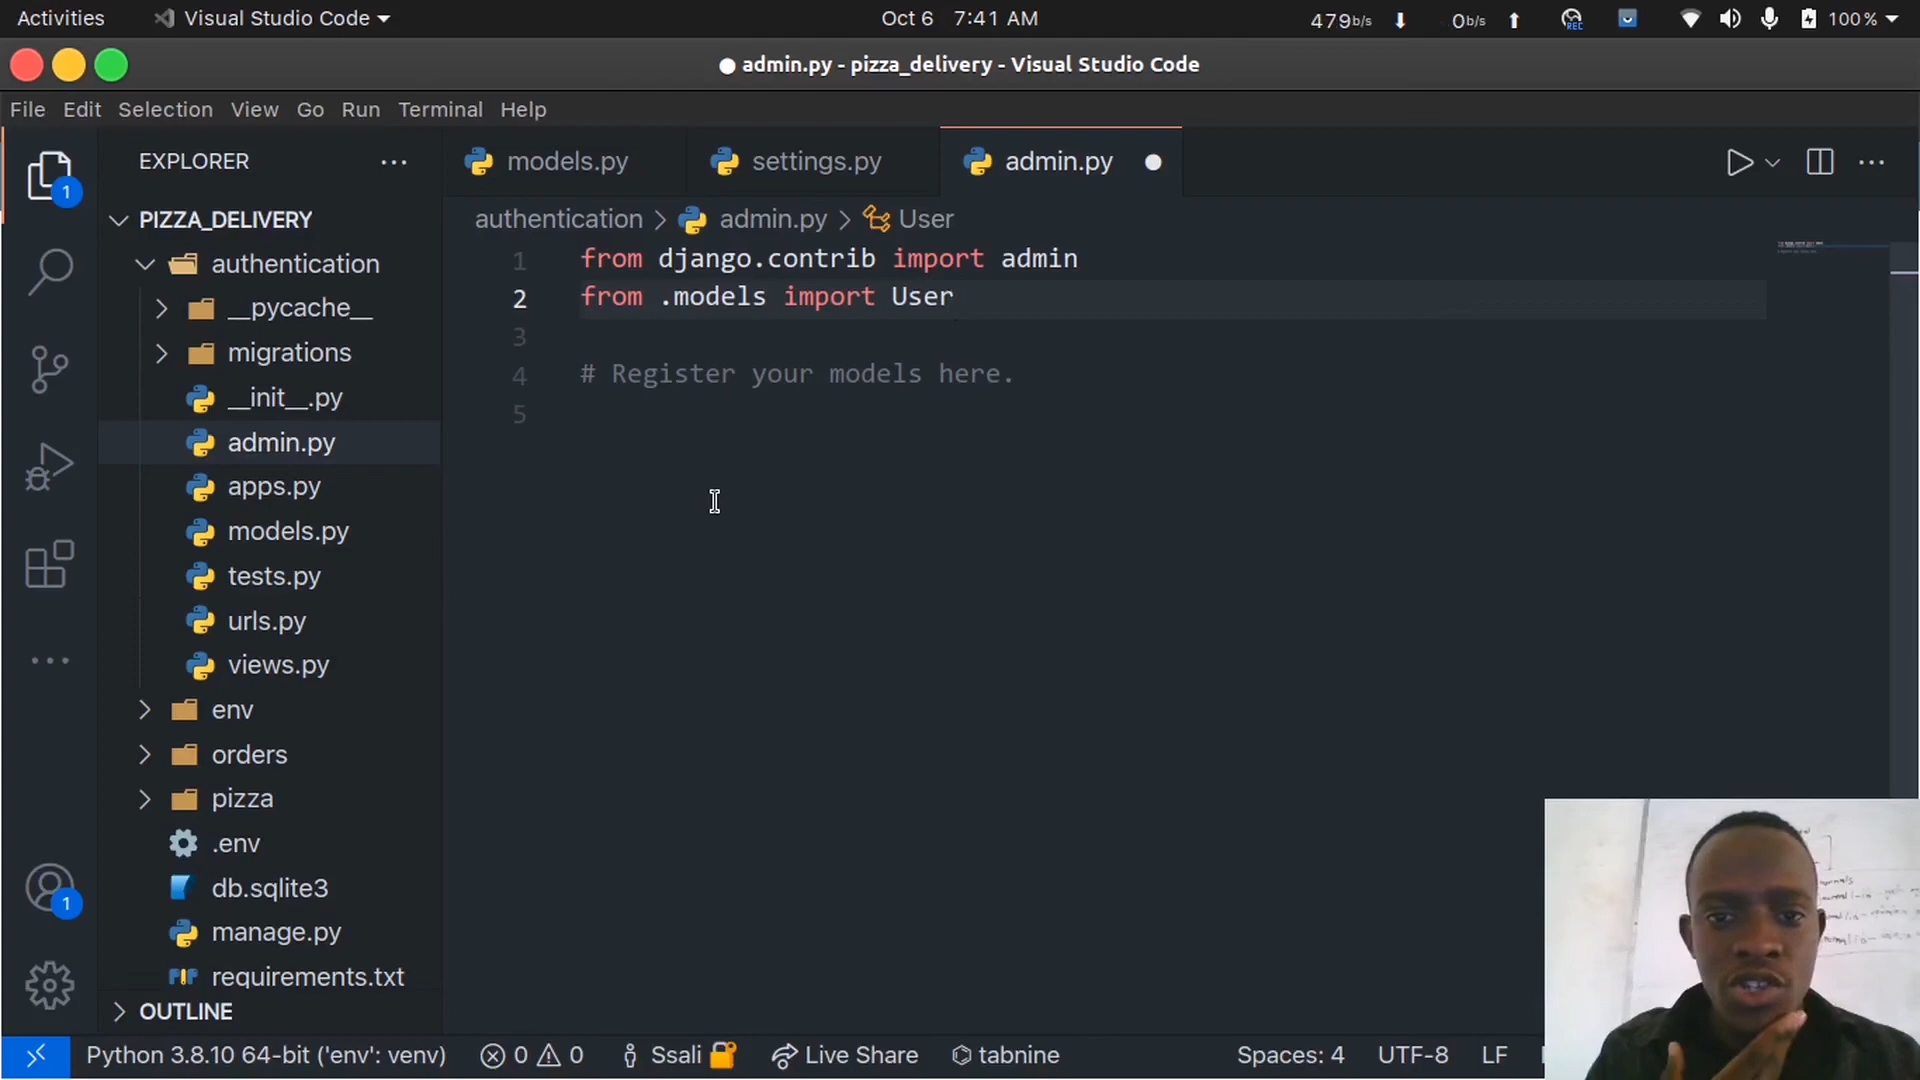 Activities
Visual Studio Code
Oct 6 7:41 AM
479b/s
0b/s
REC
100%
admin.py - pizza_delivery - Visual Studio Code
File Edit Selection View Go Run Terminal Help
1
EXPLORER
models.py
settings.py
admin.py
PIZZA_DELIVERY
authentication
__pycache__
migrations
__init__.py
admin.py
apps.py
models.py
tests.py
urls.py
views.py
env
orders
pizza
.env
db.sqlite3
manage.py
requirements.txt
OUTLINE
1
authentication > admin.py > User
1 from django.contrib import admin
2 from .models import User
3
4 # Register your models here.
5
Python 3.8.10 64-bit ('env': venv)
0
0
Ssali
Live Share
tabnine
Spaces: 4
UTF-8
LF